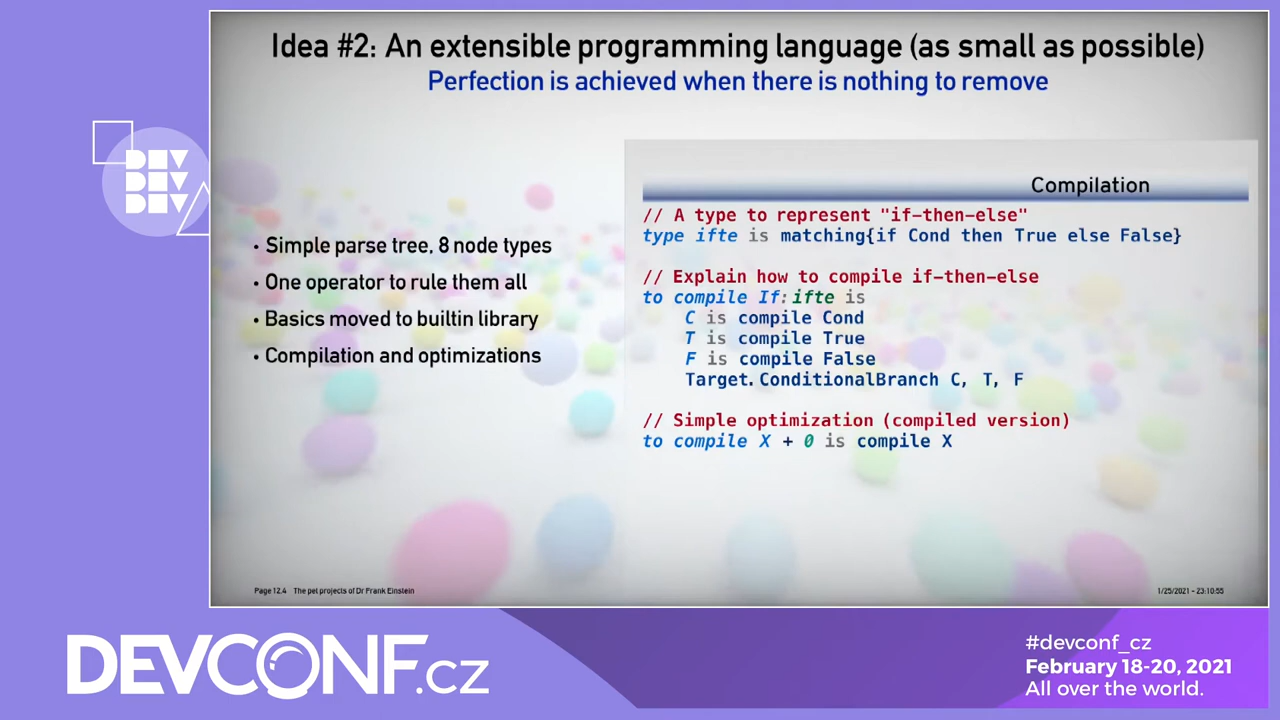 Idea #2: An extensible programming language (as small as possible)
Perfection is achieved when there is nothing to remove
DEV
DEV
DEV
• Simple parse tree, 8 node types
• One operator to rule them all
• Basics moved to builtin library
• Compilation and optimizations
Compilation
// A type to represent "if-then-else"
type ifte is matching{if Cond then True else False}
// Explain how to compile if-then-else
to compile If:ifte is
C is compile Cond
T is compile True
F is compile False
Target.ConditionalBranch C, T, F
// Simple optimization (compiled version)
to compile X + 0 is compile X
Page 12.4 The pet projects of Dr Frank Einstein
1/25/2021 - 23:10:55
DEVCONF.cz
#devconf_cz
February 18-20, 2021
All over the world.